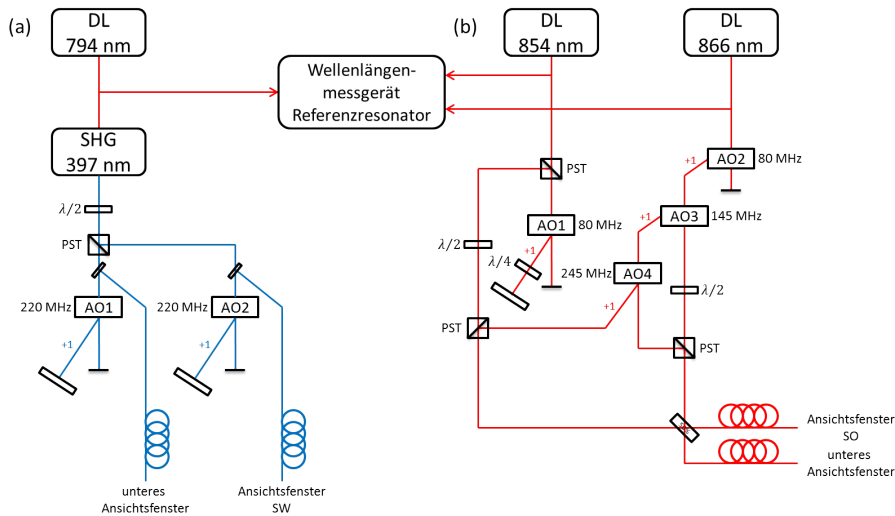 (a)
DL
794 nm
SHG
397 nm
λ/2
PST
220 MHz
AO1
+1
220 MHz
AO2
+1
unteres
Ansichtsfenster
Ansichtsfenster
SW
Wellenlängen-
messgerät
Referenzresonator
(b)
DL
854 nm
DL
866 nm
PST
AO2
80 MHz
+1
AO1
80 MHz
+1
λ/4
λ/2
AO3
145 MHz
+1
245 MHz
AO4
+1
λ/2
PST
PST
Ansichtsfenster
SO
unteres
Ansichtsfenster